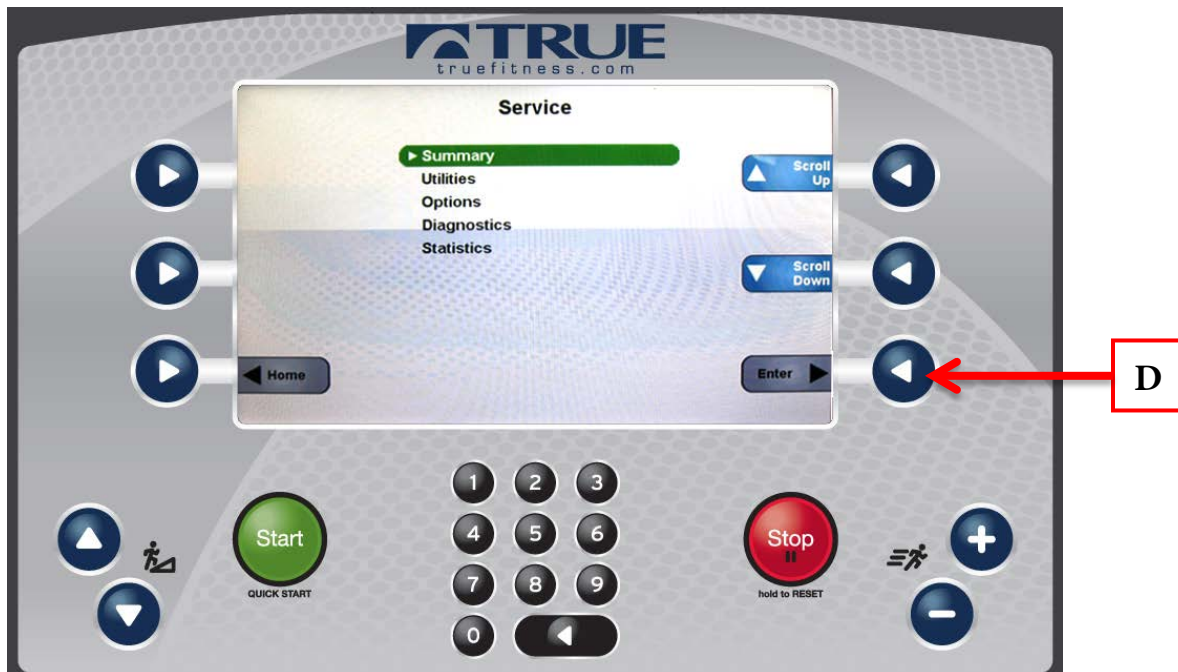 TRUE
truefitness.com
Service
Summary
Utilities
Options
Diagnostics
Statistics
Scroll
Up
Scroll
Down
Home
Enter
D
1 2 3
4 5 6
7 8 9
0
Start
QUICK START
Stop
hold to RESET